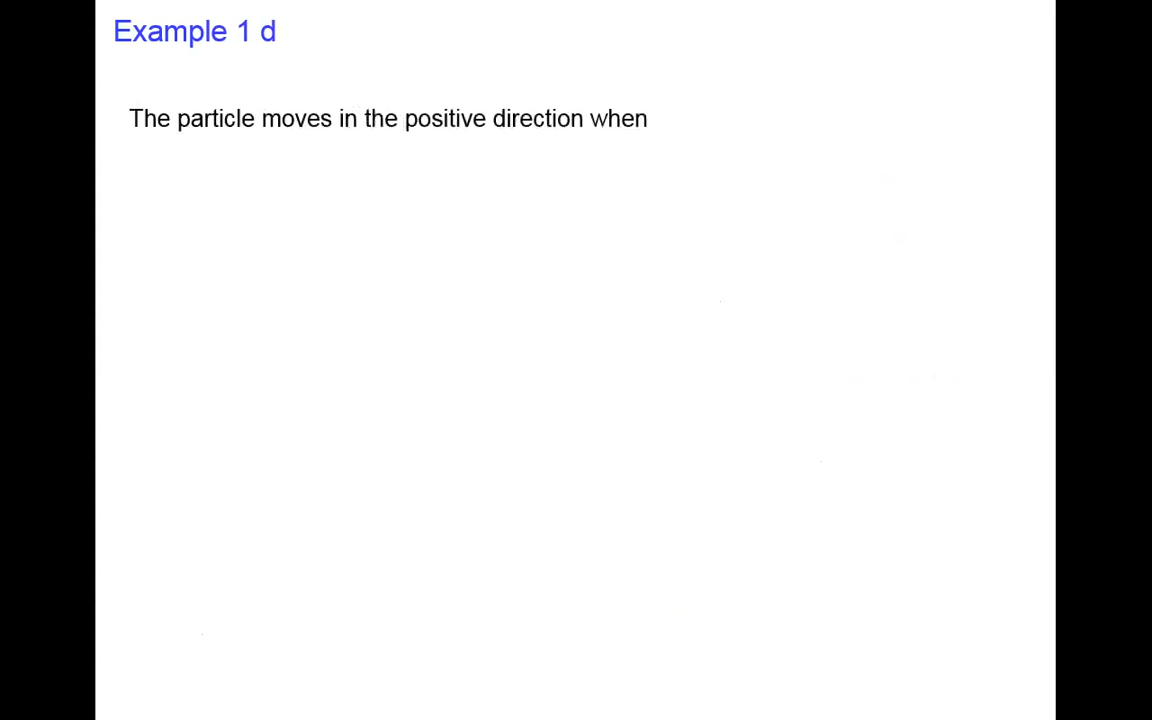 Example 1 d
The particle moves in the positive direction when